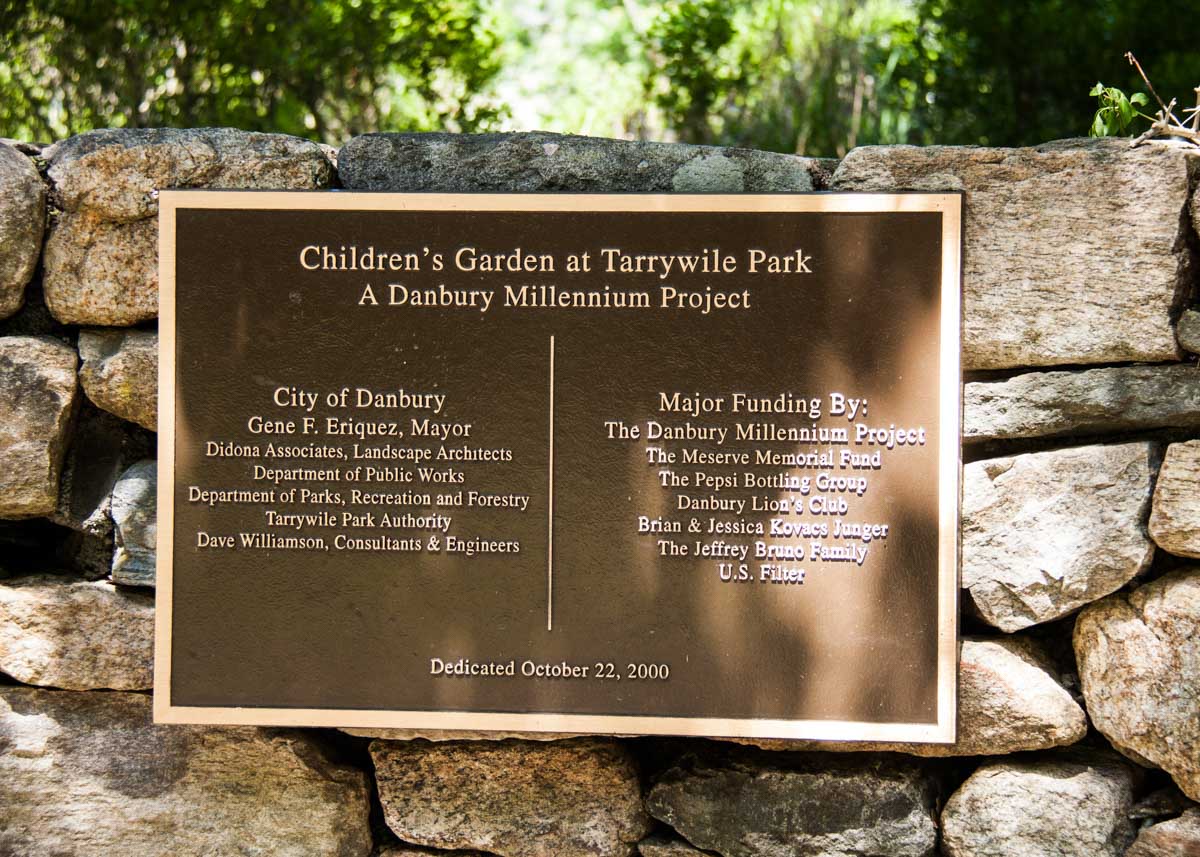 Children's Garden at Tarrywile Park
A Danbury Millennium Project
City of Danbury
Gene F. Eriquez, Mayor
Didona Associates, Landscape Architects
Department of Public Works
Department of Parks, Recreation and Forestry
Tarrywile Park Authority
Dave Williamson, Consultants & Engineers
Major Funding By:
The Danbury Millennium Project
The Meserve Memorial Fund
The Pepsi Bottling Group
Danbury Lion's Club
Brian & Jessica Kovacs Junger
The Jeffrey Bruno Family
U.S. Filter
Dedicated October 22, 2000